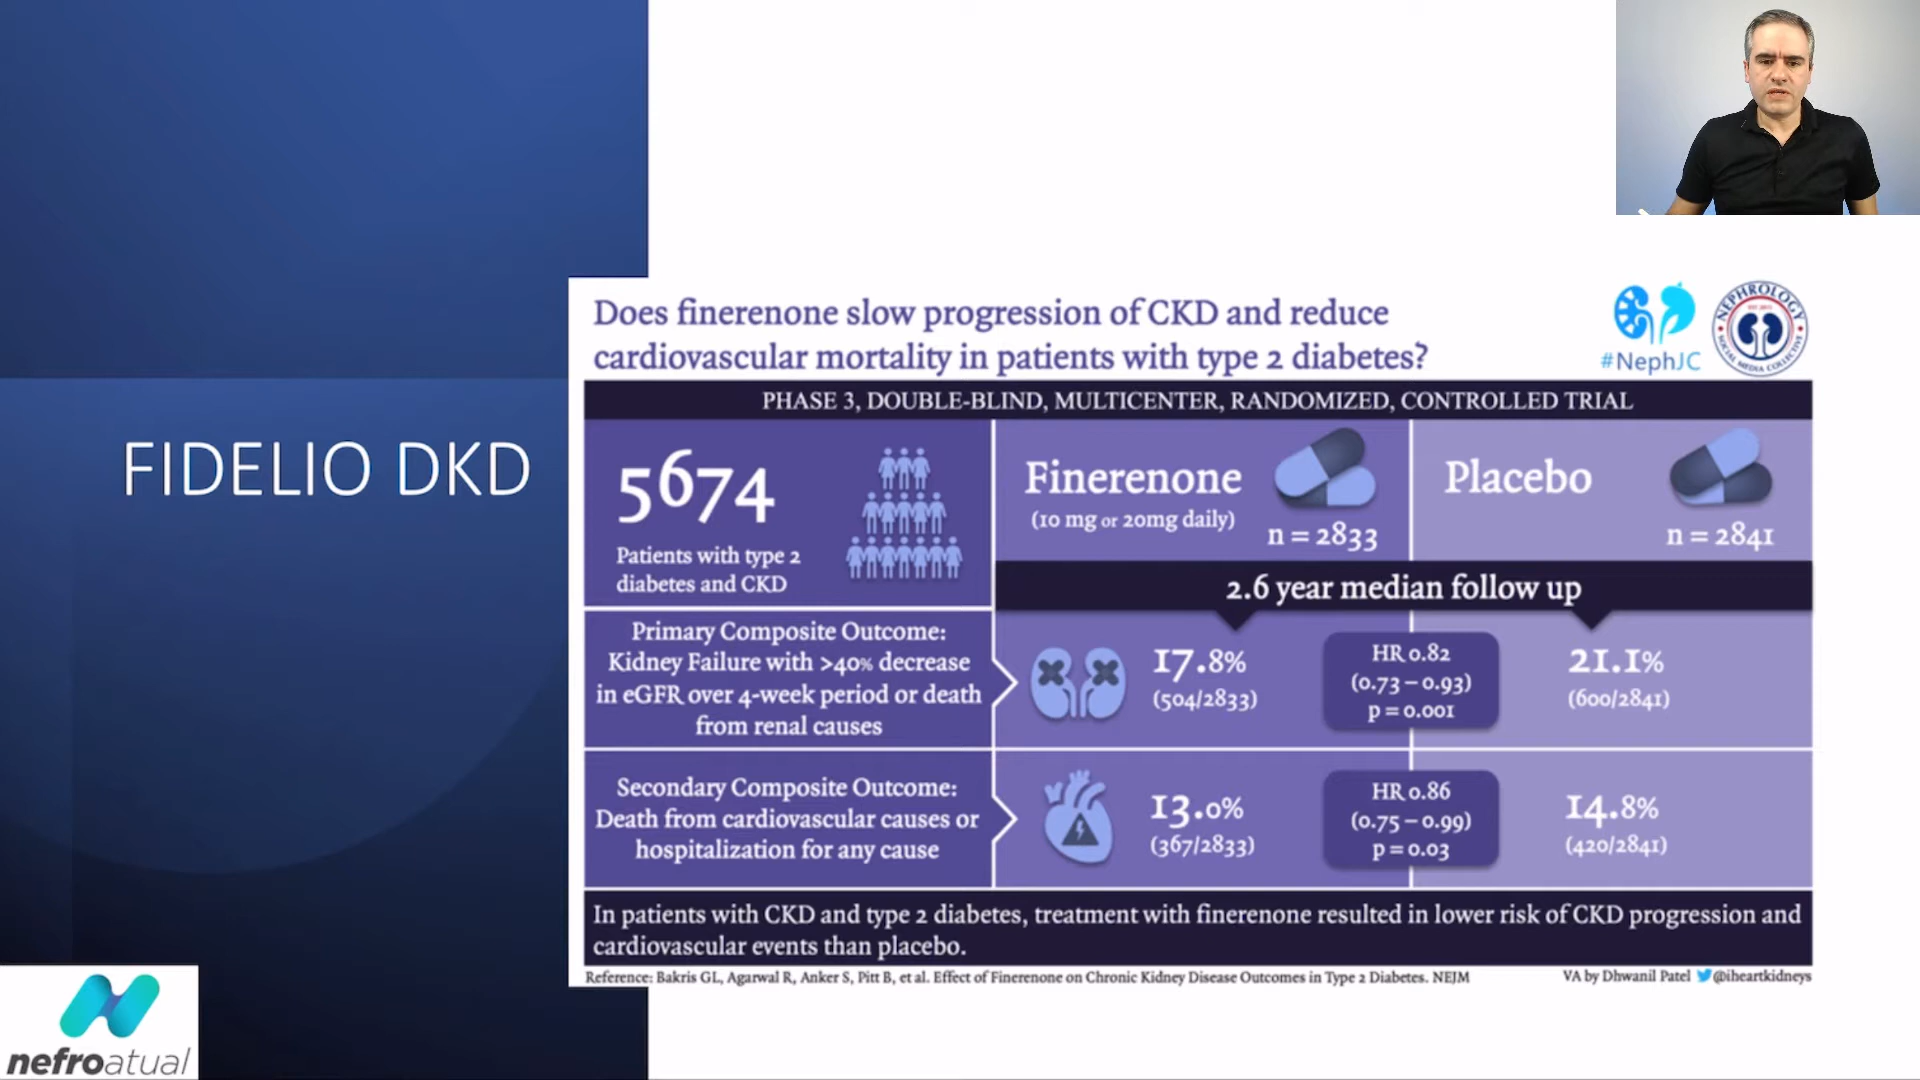 FIDELIO DKD
Does finerenone slow progression of CKD and reduce
cardiovascular mortality in patients with type 2 diabetes?
#NephJC
NEPHROLOGY
SOCIAL MEDIA COLLECTIVE
PHASE 3, DOUBLE-BLIND, MULTICENTER, RANDOMIZED, CONTROLLED TRIAL
5674
Patients with type 2
diabetes and CKD
Finerenone
(10 mg or 20mg daily)
n = 2833
Placebo
n = 2841
2.6 year median follow up
Primary Composite Outcome:
Kidney Failure with >40% decrease
in eGFR over 4-week period or death
from renal causes
17.8%
(504/2833)
HR 0.82
(0.73 – 0.93)
p = 0.001
21.1%
(600/2841)
Secondary Composite Outcome:
Death from cardiovascular causes or
hospitalization for any cause
13.0%
(367/2833)
HR 0.86
(0.75 – 0.99)
p = 0.03
14.8%
(420/2841)
In patients with CKD and type 2 diabetes, treatment with finerenone resulted in lower risk of CKD progression and
cardiovascular events than placebo.
Reference: Bakris GL, Agarwal R, Anker S, Pitt B, et al. Effect of Finerenone on Chronic Kidney Disease Outcomes in Type 2 Diabetes. NEJM
VA by Dhwanil Patel @iheartkidneys
nefroatual